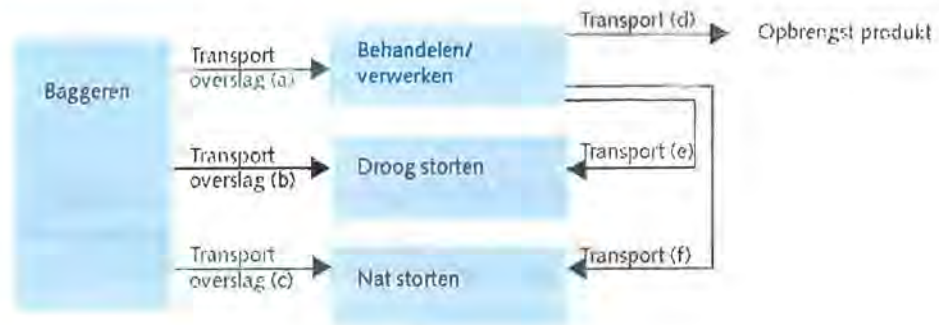 Baggeren
Transport
overslag (a)
Behandelen/
verwerken
Transport (d)
Opbrengst produkt
Transport
overslag (b)
Droog storten
Transport (e)
Transport
overslag (c)
Nat storten
Transport (f)